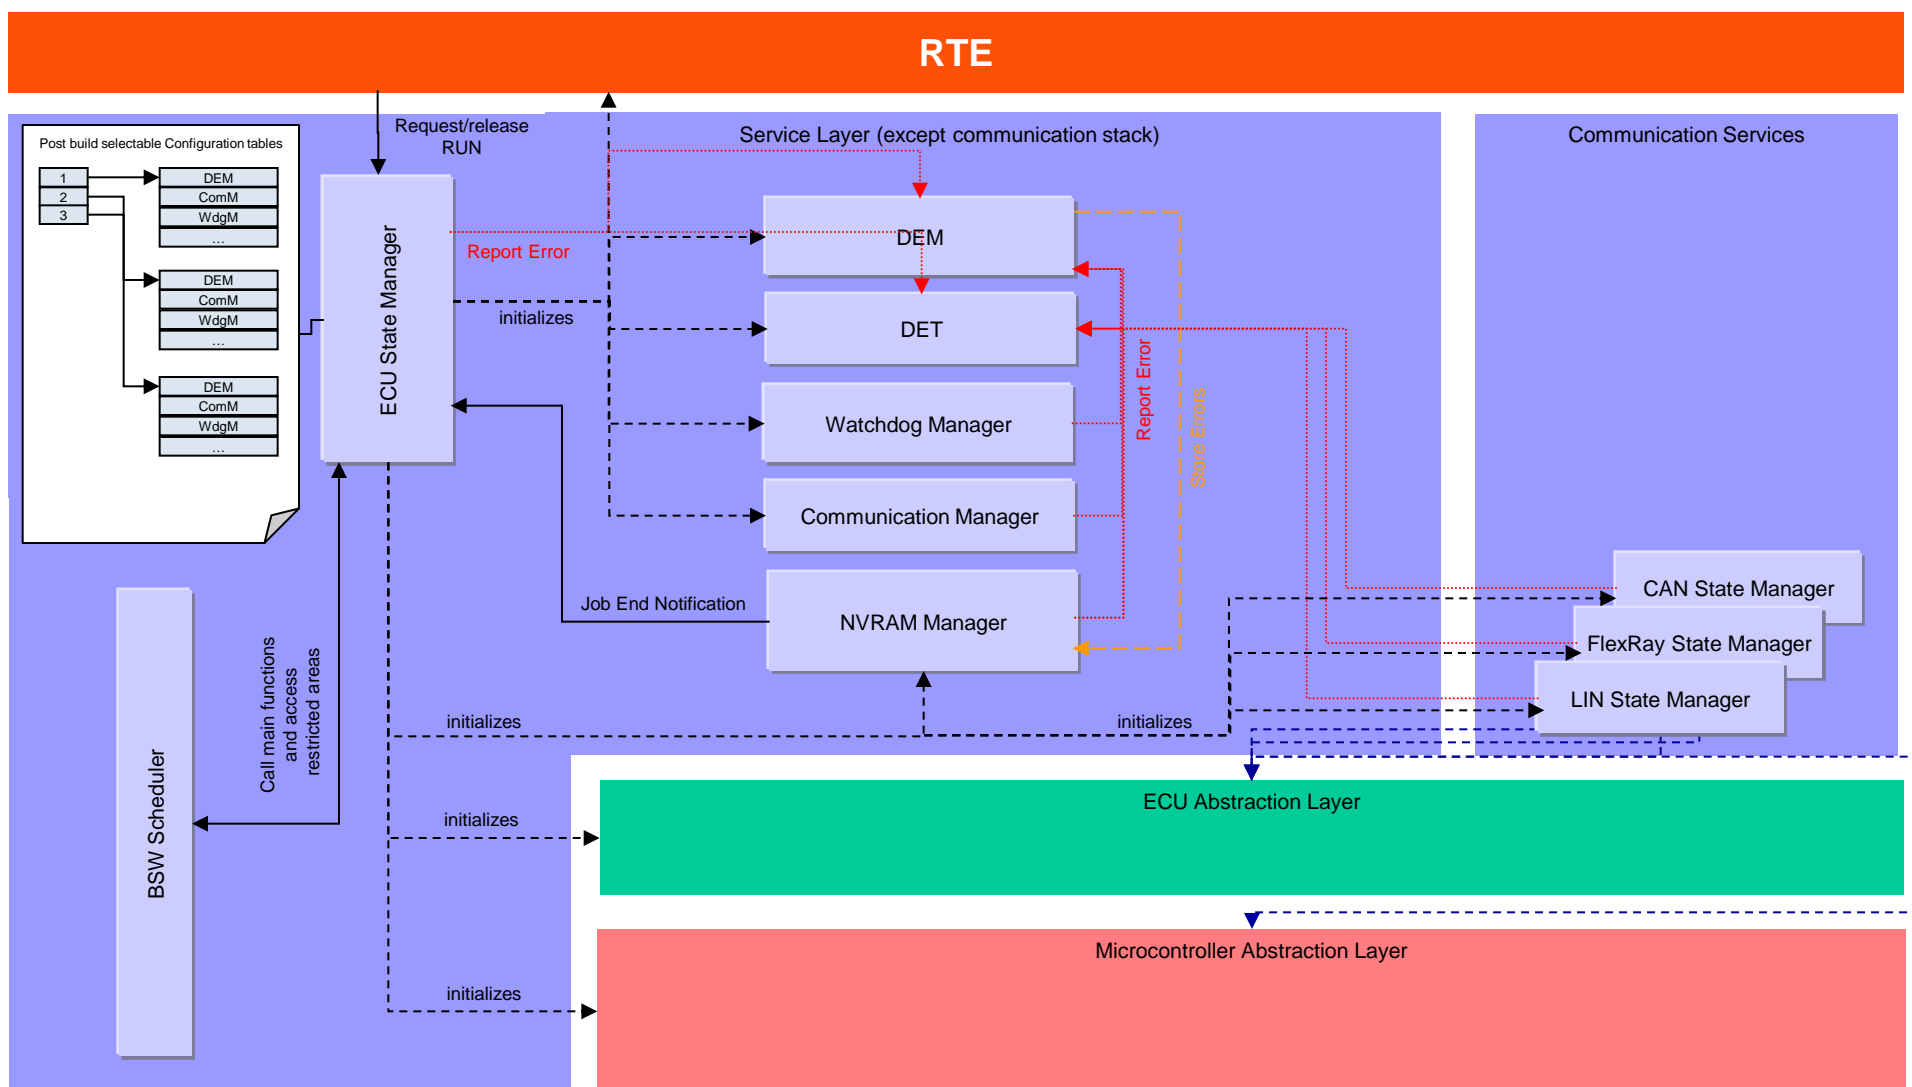 RTE
Request/release
RUN
Service Layer (except communication stack)
Communication Services
Post build selectable Configuration tables
1
2
3
DEM
ComM
WdgM
...
DEM
ComM
WdgM
...
DEM
ComM
WdgM
...
ECU State Manager
Report Error
initializes
DEM
DET
Watchdog Manager
Communication Manager
NVRAM Manager
Report Error
Store Errors
Job End Notification
CAN State Manager
FlexRay State Manager
LIN State Manager
initializes
initializes
Call main functions
and access
restricted areas
BSW Scheduler
initializes
ECU Abstraction Layer
initializes
Microcontroller Abstraction Layer